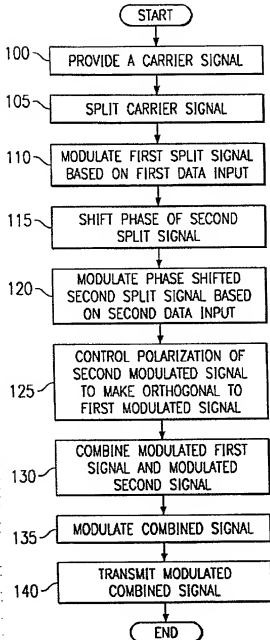 START
100
PROVIDE A CARRIER SIGNAL
105
SPLIT CARRIER SIGNAL
110
MODULATE FIRST SPLIT SIGNAL
BASED ON FIRST DATA INPUT
115
SHIFT PHASE OF SECOND
SPLIT SIGNAL
120
MODULATE PHASE SHIFTED
SECOND SPLIT SIGNAL BASED
ON SECOND DATA INPUT
125
CONTROL POLARIZATION OF
SECOND MODULATED SIGNAL
TO MAKE ORTHOGONAL TO
FIRST MODULATED SIGNAL
130
COMBINE MODULATED FIRST
SIGNAL AND MODULATED
SECOND SIGNAL
135
MODULATE COMBINED SIGNAL
140
TRANSMIT MODULATED
COMBINED SIGNAL
END